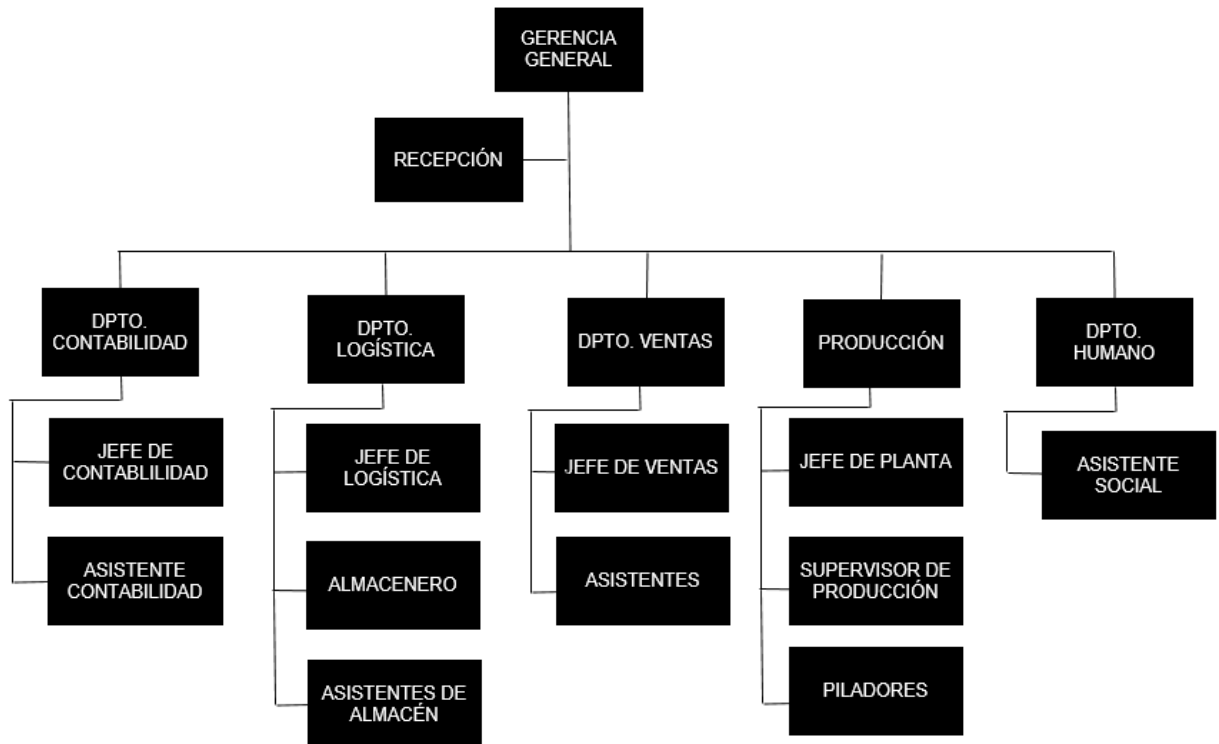 GERENCIA
GENERAL
RECEPCIÓN
DPTO.
CONTABILIDAD
DPTO.
LOGÍSTICA
DPTO. VENTAS
PRODUCCIÓN
DPTO.
HUMANO
JEFE DE
CONTABLILIDAD
JEFE DE
LOGÍSTICA
JEFE DE VENTAS
JEFE DE PLANTA
ASISTENTE
SOCIAL
ASISTENTE
CONTABILIDAD
ALMACENERO
ASISTENTES
SUPERVISOR DE
PRODUCCIÓN
ASISTENTES DE
ALMACÉN
PILADORES